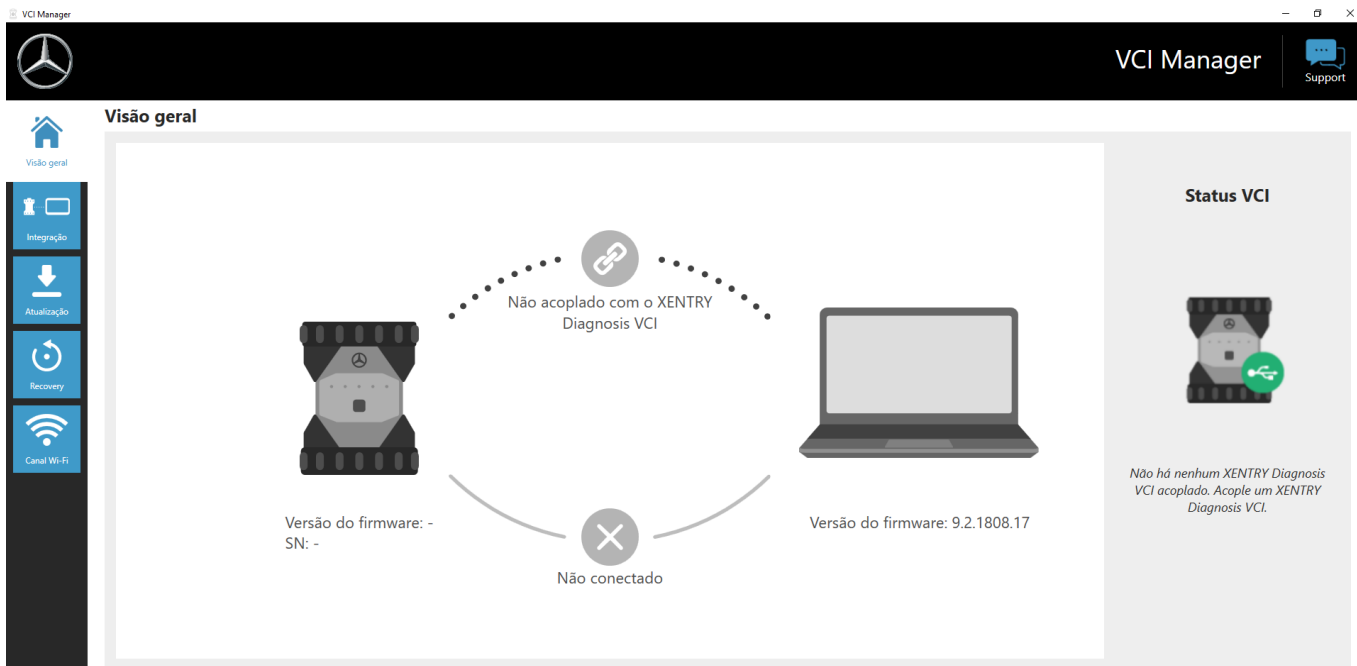 VCI Manager
VCI Manager
Support
Visão geral
Visão geral
Integração
Atualização
Recovery
Canal Wi-Fi
Não acoplado com o XENTRY
Diagnosis VCI
Versão do firmware: -
SN: -
Versão do firmware: 9.2.1808.17
Não conectado
Status VCI
Não há nenhum XENTRY Diagnosis
VCI acoplado. Acople um XENTRY
Diagnosis VCI.